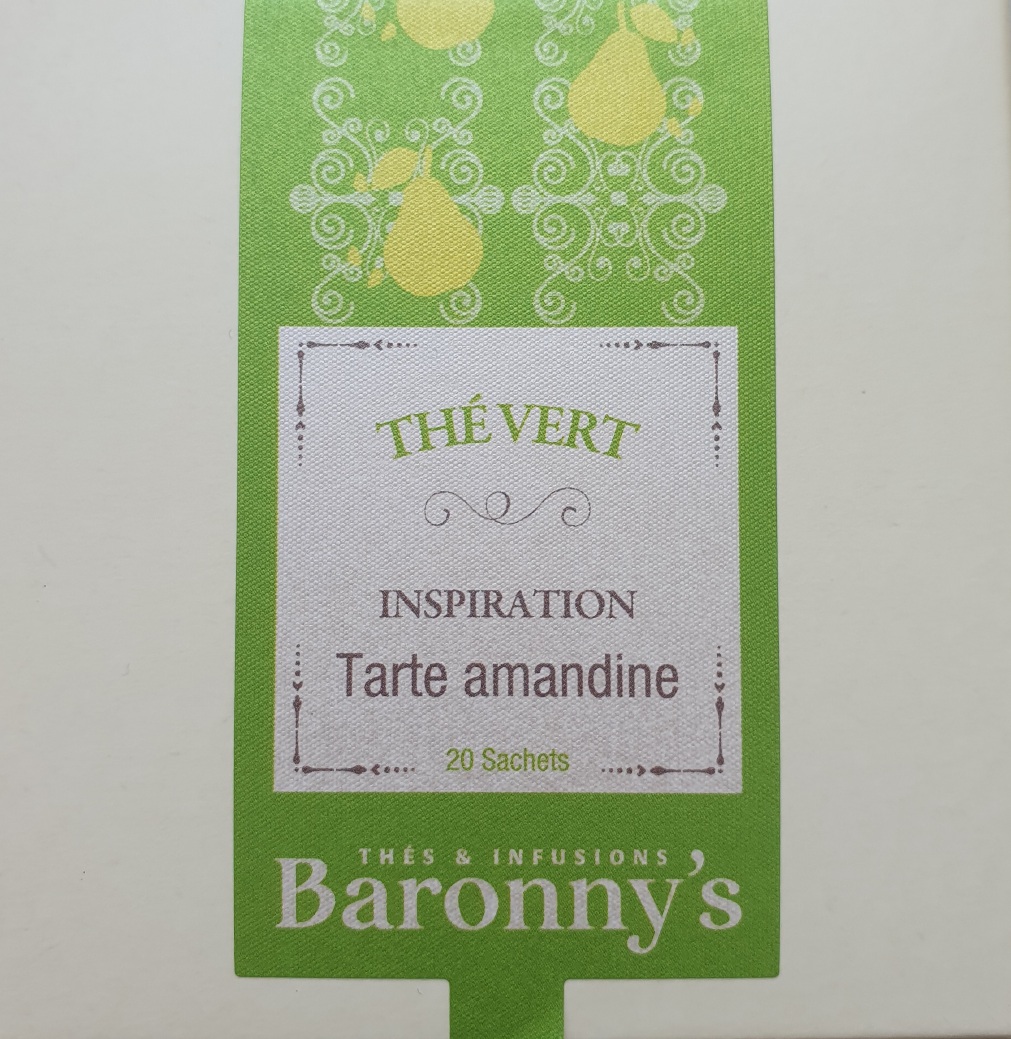 THÉ VERT
INSPIRATION
Tarte amandine
20 Sachets
THÉS & INFUSIONS
Baronny's